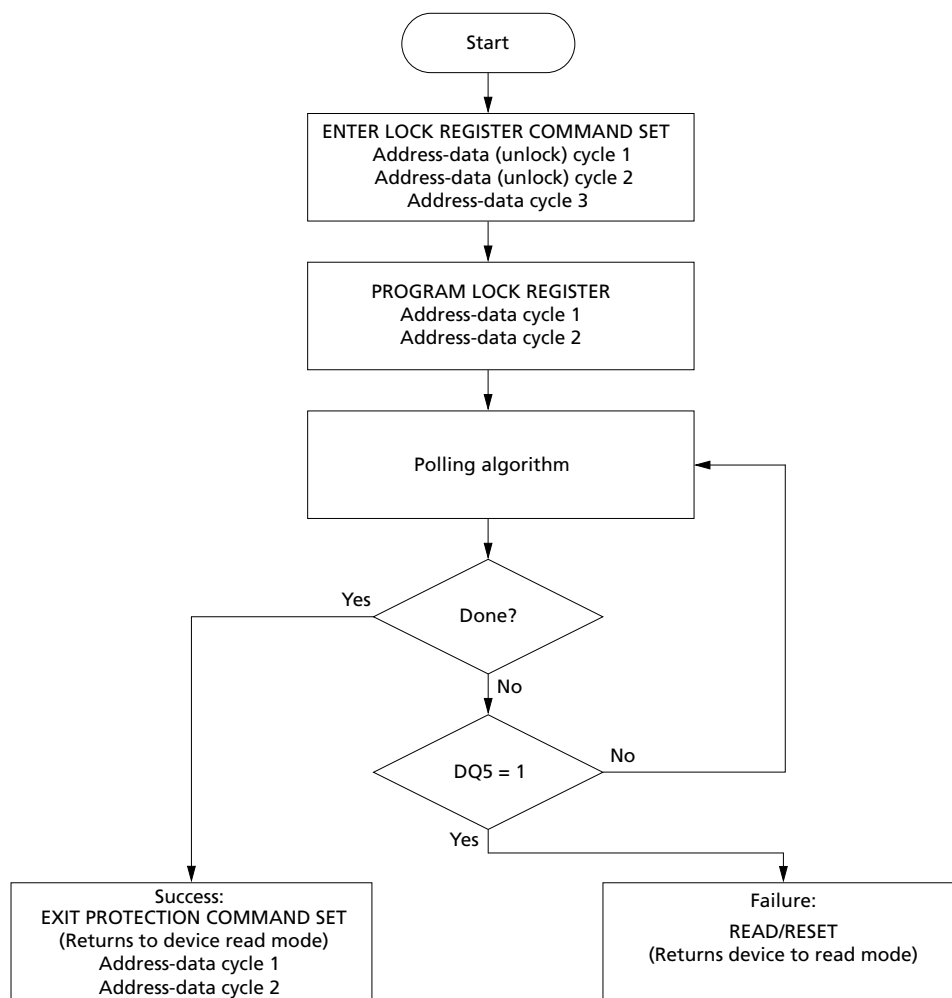 Start
ENTER LOCK REGISTER COMMAND SET
Address-data (unlock) cycle 1
Address-data (unlock) cycle 2
Address-data cycle 3
PROGRAM LOCK REGISTER
Address-data cycle 1
Address-data cycle 2
Polling algorithm
Yes
Done?
No
DQ5 = 1
No
Yes
Success:
EXIT PROTECTION COMMAND SET
(Returns to device read mode)
Address-data cycle 1
Address-data cycle 2
Failure:
READ/RESET
(Returns device to read mode)